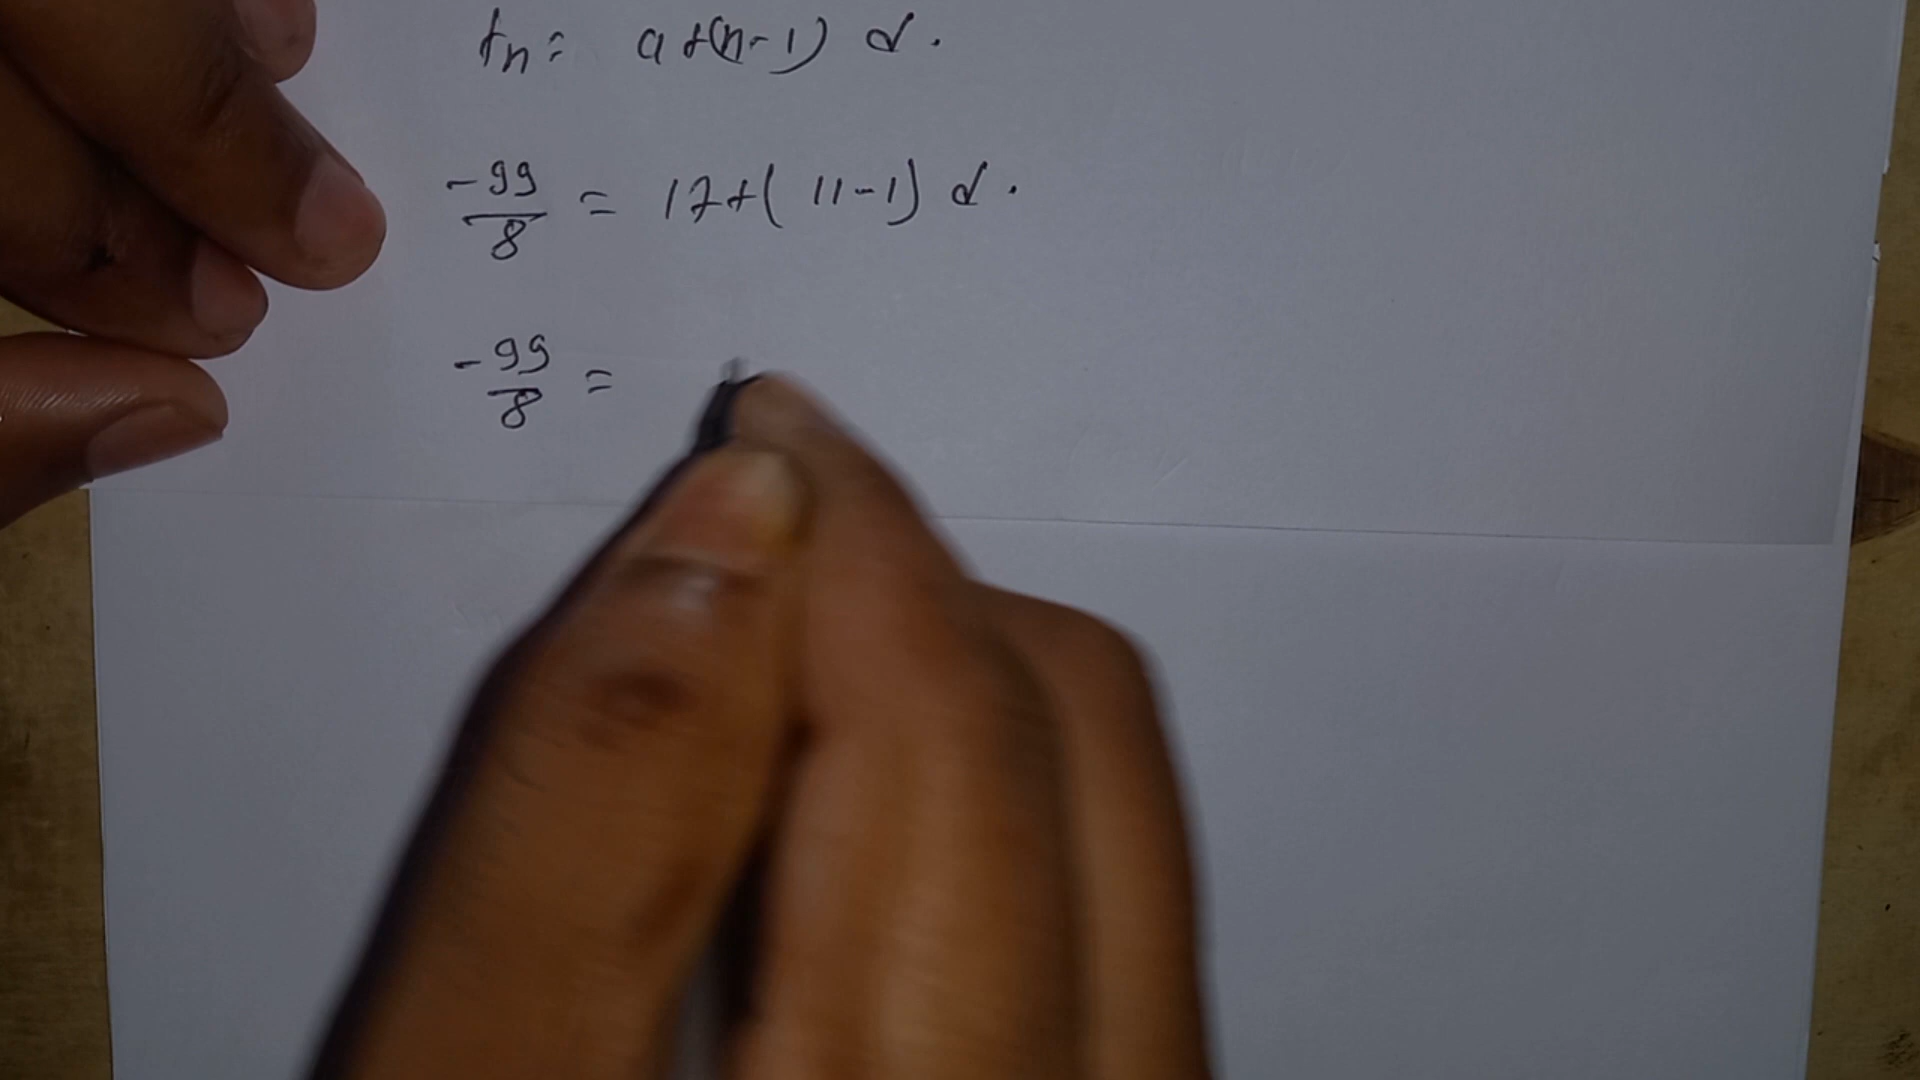 tn = a+(n-1) d.
-99/8 = 17+( 11-1) d.
-99/8 =